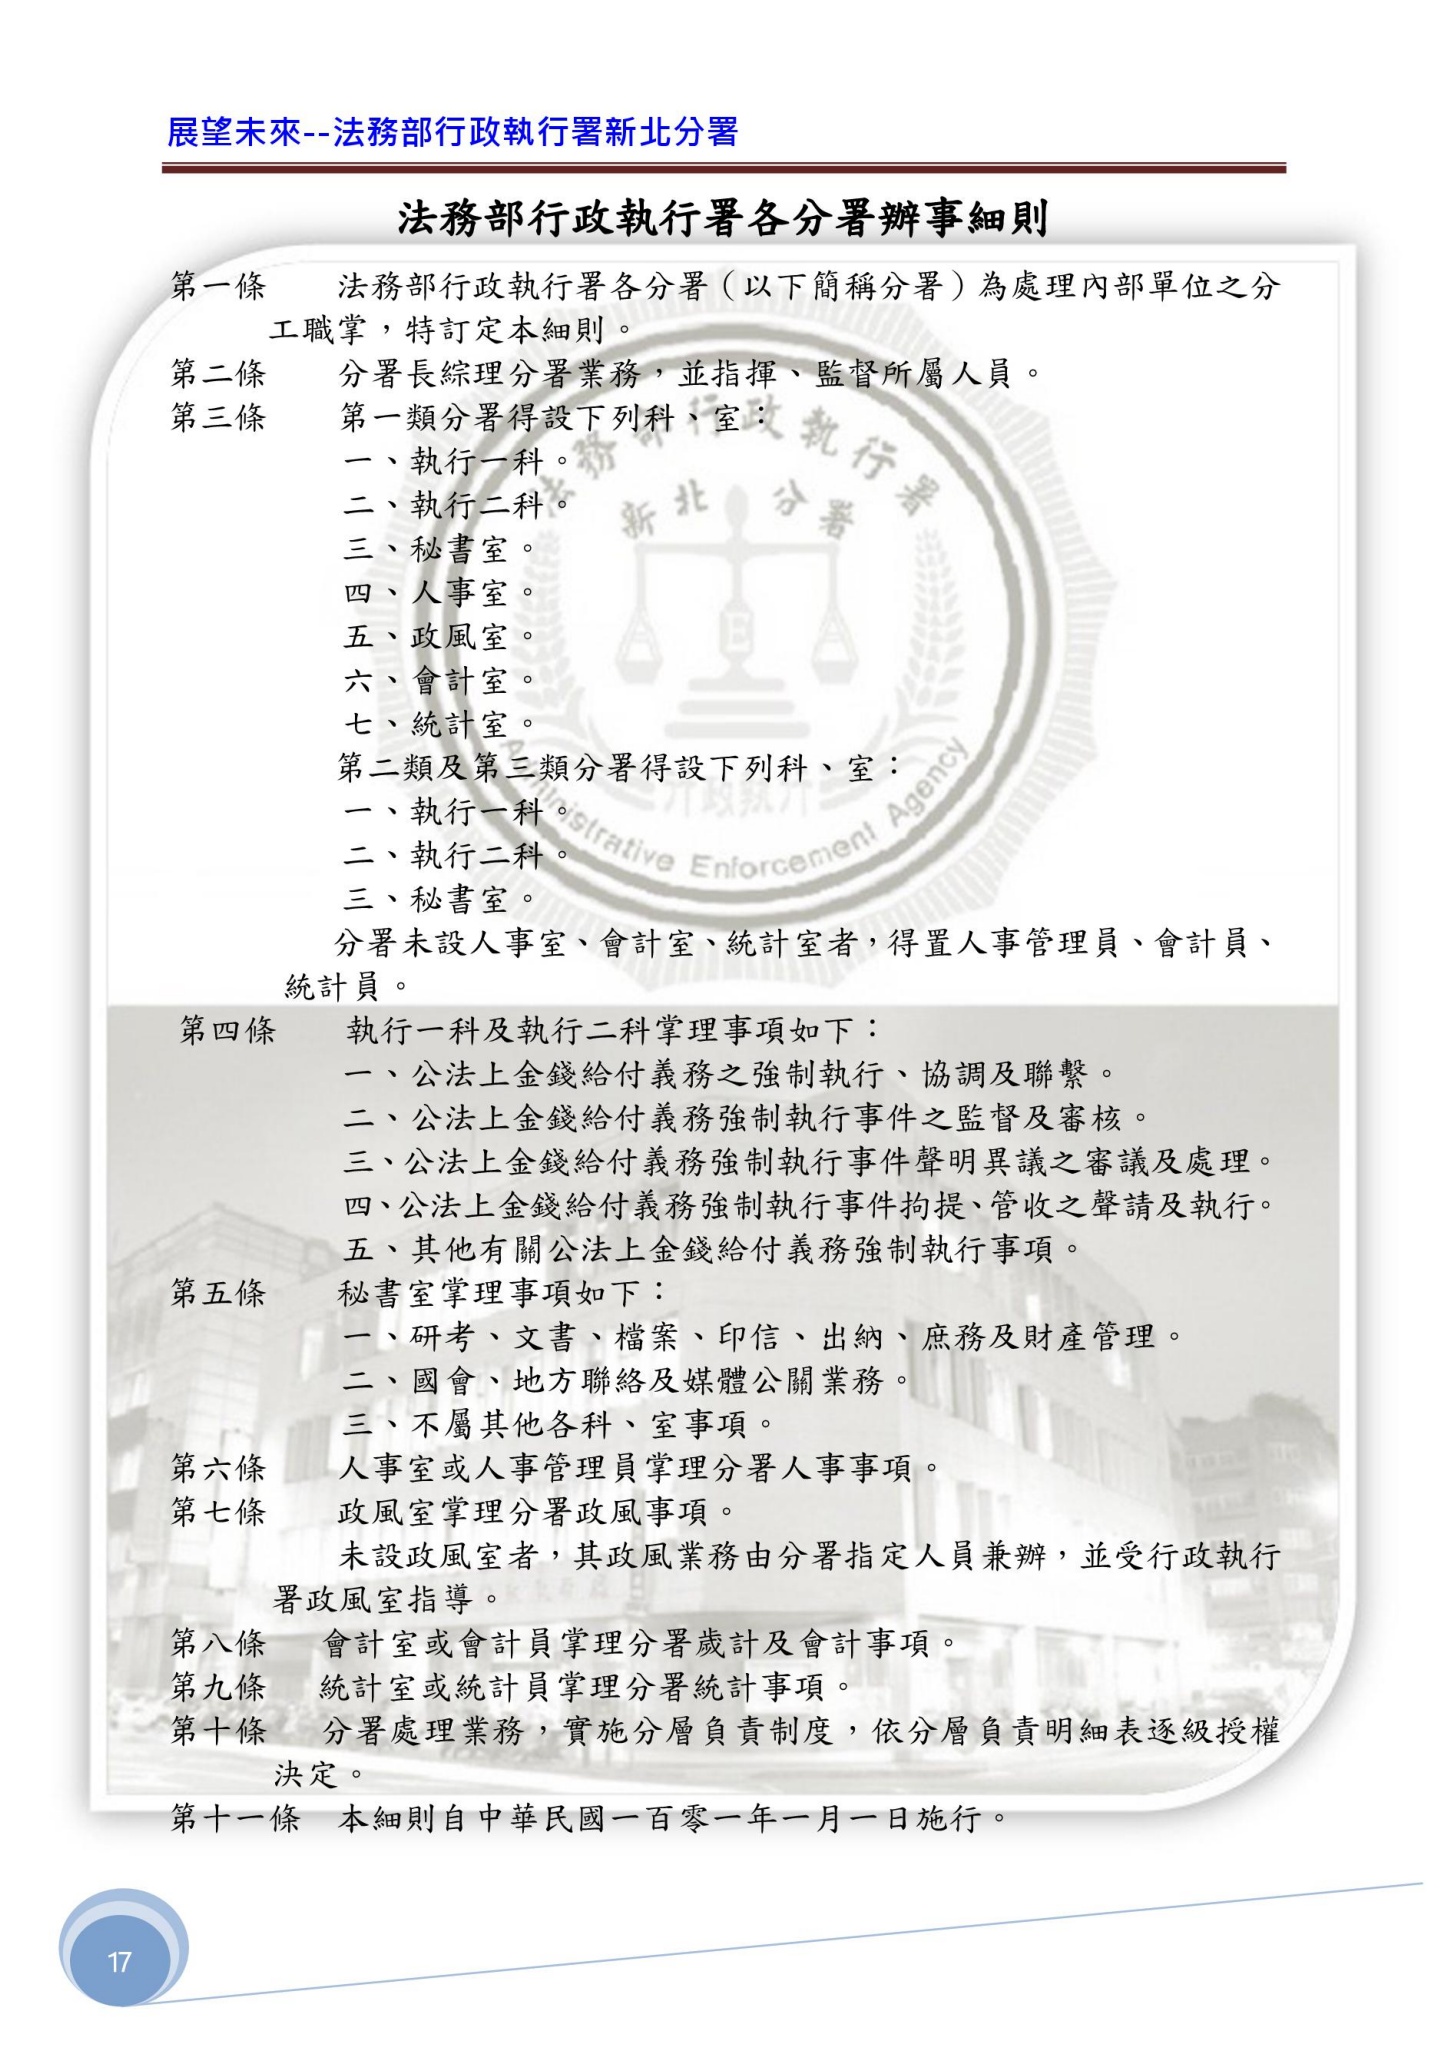 展望未來--法務部行政執行署新北分署
法務部行政執行署各分署辦事細則
第一條　　法務部行政執行署各分署（以下簡稱分署）為處理內部單位之分
工職掌，特訂定本細則。
第二條　　分署長綜理分署業務，並指揮、監督所屬人員。
第三條　　第一類分署得設下列科、室：
一、執行一科。
二、執行二科。
三、秘書室。
四、人事室。
五、政風室。
六、會計室。
七、統計室。
第二類及第三類分署得設下列科、室：
一、執行一科。
二、執行二科。
三、秘書室。
分署未設人事室、會計室、統計室者，得置人事管理員、會計員、
統計員。
第四條　　執行一科及執行二科掌理事項如下：
一、公法上金錢給付義務之強制執行、協調及聯繫。
二、公法上金錢給付義務強制執行事件之監督及審核。
三、公法上金錢給付義務強制執行事件聲明異議之審議及處理。
四、公法上金錢給付義務強制執行事件拘提、管收之聲請及執行。
五、其他有關公法上金錢給付義務強制執行事項。
第五條　　秘書室掌理事項如下：
一、研考、文書、檔案、印信、出納、庶務及財產管理。
二、國會、地方聯絡及媒體公關業務。
三、不屬其他各科、室事項。
第六條　　人事室或人事管理員掌理分署人事事項。
第七條　　政風室掌理分署政風事項。
未設政風室者，其政風業務由分署指定人員兼辦，並受行政執行
署政風室指導。
第八條　　會計室或會計員掌理分署歲計及會計事項。
第九條　　統計室或統計員掌理分署統計事項。
第十條　　分署處理業務，實施分層負責制度，依分層負責明細表逐級授權
決定。
第十一條　本細則自中華民國一百零一年一月一日施行。
法務部行政執行署
新北分署
行政執行
Administrative Enforcement Agency
17